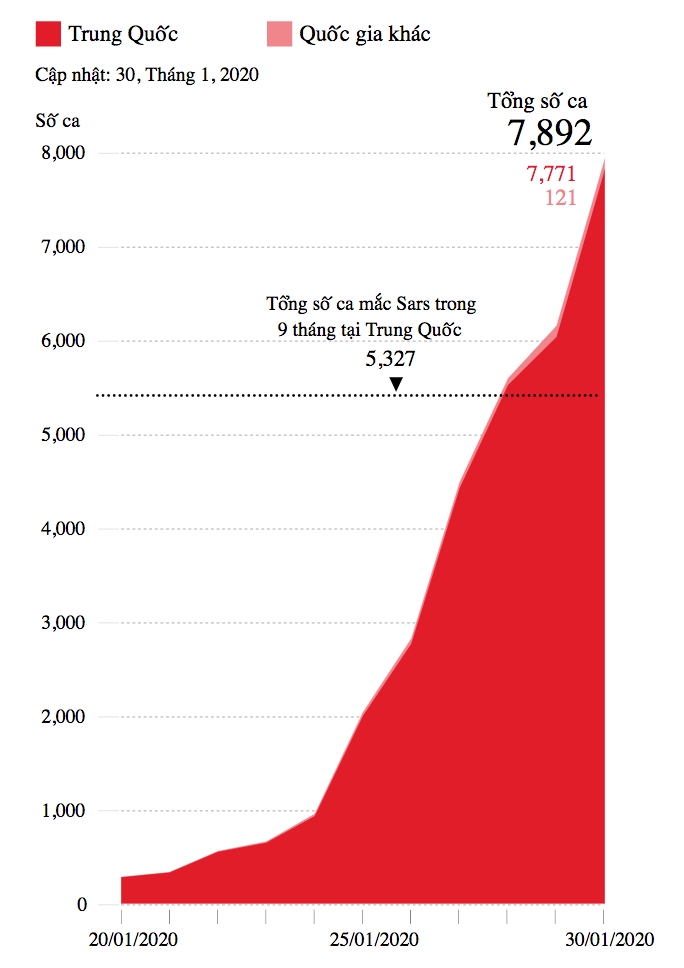 Trung Quốc
Quốc gia khác
Cập nhật: 30, Tháng 1, 2020
Số ca
Tổng số ca
7,892
7,771
121
8,000
7,000
Tổng số ca mắc Sars trong
9 tháng tại Trung Quốc
5,327
6,000
5,000
4,000
3,000
2,000
1,000
0
20/01/2020
25/01/2020
30/01/2020